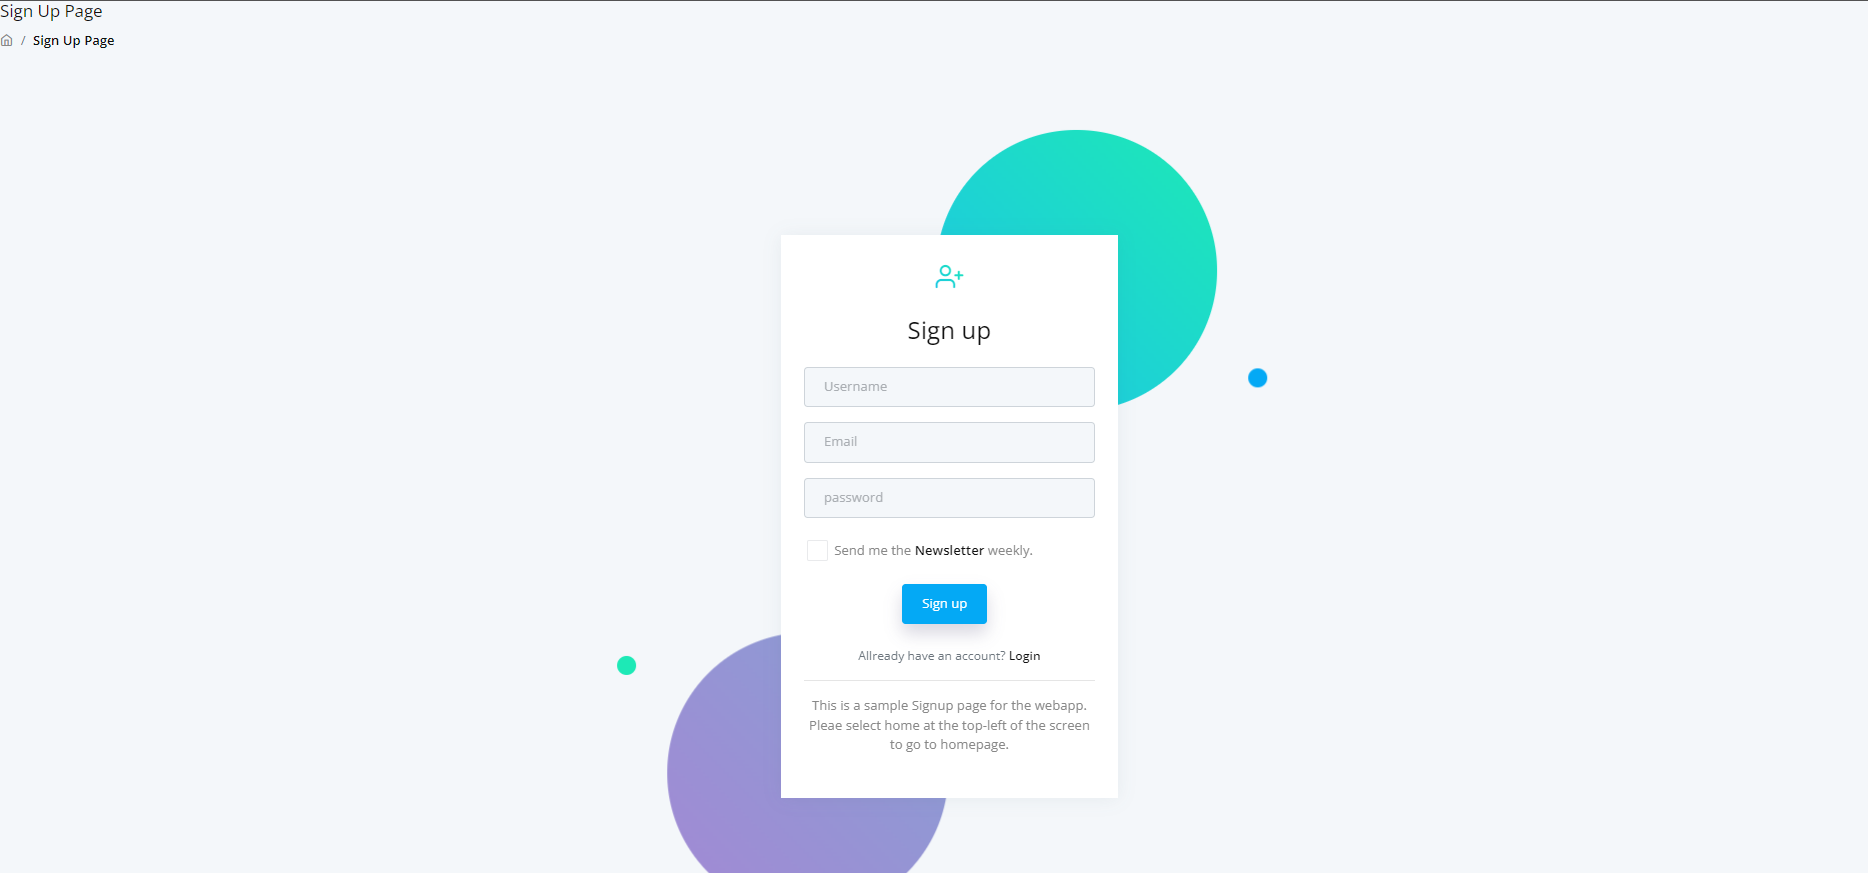 Sign Up Page
/ Sign Up Page
Sign up
Username
Email
password
Send me the Newsletter weekly.
Sign up
Allready have an account? Login
This is a sample Signup page for the webapp.
Pleae select home at the top-left of the screen
to go to homepage.